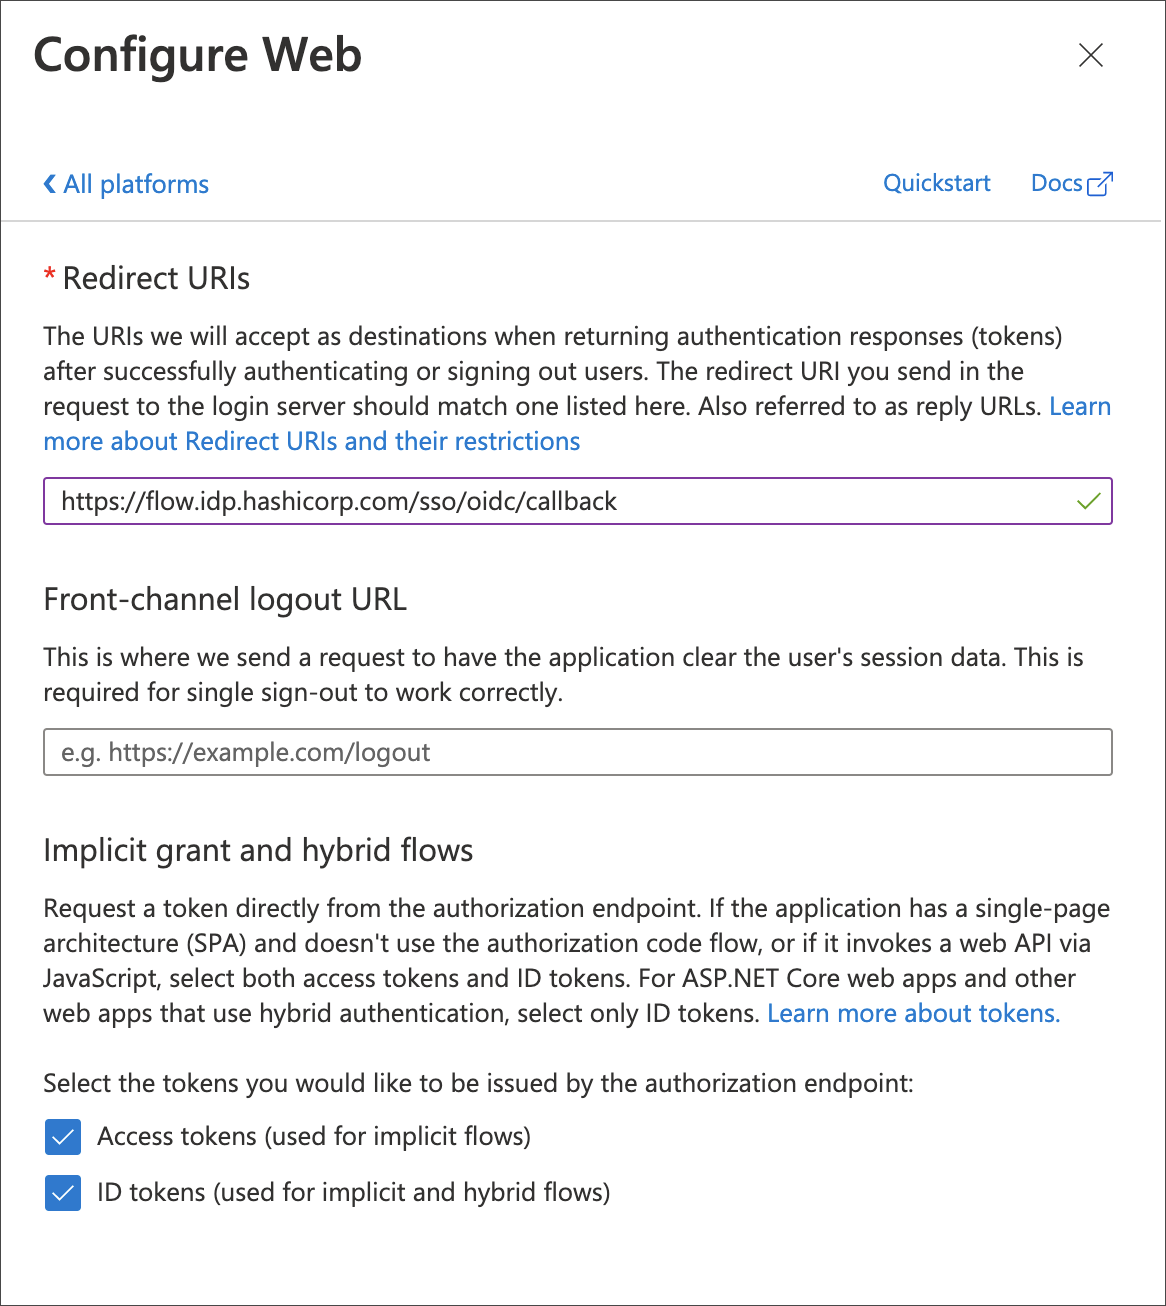 Configure Web
All platforms
Quickstart
Docs
* Redirect URIs
The URIs we will accept as destinations when returning authentication responses (tokens)
after successfully authenticating or signing out users. The redirect URI you send in the
request to the login server should match one listed here. Also referred to as reply URLs. Learn
more about Redirect URIs and their restrictions
https://flow.idp.hashicorp.com/sso/oidc/callback
Front-channel logout URL
This is where we send a request to have the application clear the user's session data. This is
required for single sign-out to work correctly.
e.g. https://example.com/logout
Implicit grant and hybrid flows
Request a token directly from the authorization endpoint. If the application has a single-page
architecture (SPA) and doesn't use the authorization code flow, or if it invokes a web API via
JavaScript, select both access tokens and ID tokens. For ASP.NET Core web apps and other
web apps that use hybrid authentication, select only ID tokens. Learn more about tokens.
Select the tokens you would like to be issued by the authorization endpoint:
Access tokens (used for implicit flows)
ID tokens (used for implicit and hybrid flows)